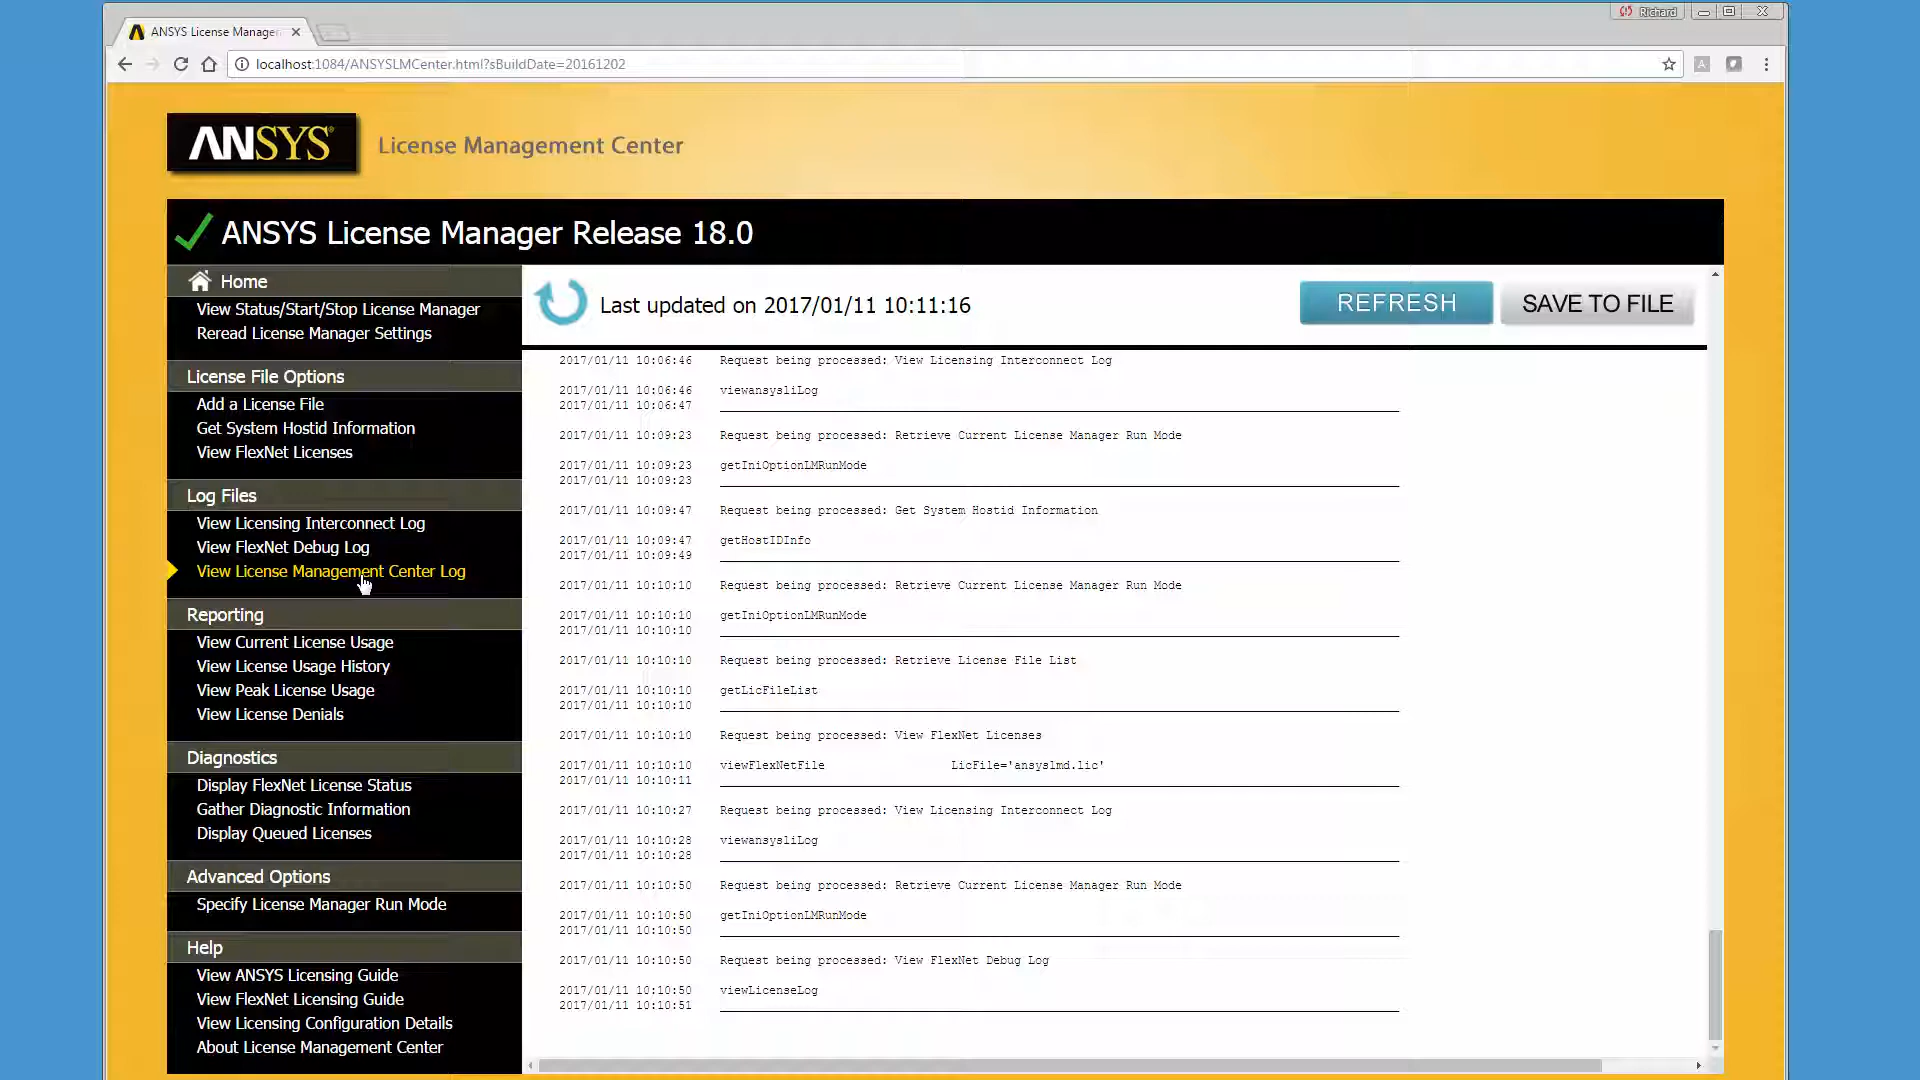 Richard
ANSYS License Manager
localhost:1084/ANSYSLMCenter.html?sBuildDate=20161202
A
ANSYS® License Management Center
ANSYS License Manager Release 18.0
Home
View Status/Start/Stop License Manager
Reread License Manager Settings
License File Options
Add a License File
Get System Hostid Information
View FlexNet Licenses
Log Files
View Licensing Interconnect Log
View FlexNet Debug Log
View License Management Center Log
Reporting
View Current License Usage
View License Usage History
View Peak License Usage
View License Denials
Diagnostics
Display FlexNet License Status
Gather Diagnostic Information
Display Queued Licenses
Advanced Options
Specify License Manager Run Mode
Help
View ANSYS Licensing Guide
View FlexNet Licensing Guide
View Licensing Configuration Details
About License Management Center
Last updated on 2017/01/11 10:11:16
REFRESH
SAVE TO FILE
2017/01/11 10:06:46 Request being processed: View Licensing Interconnect Log
2017/01/11 10:06:46 viewansysliLog
2017/01/11 10:06:47
2017/01/11 10:09:23 Request being processed: Retrieve Current License Manager Run Mode
2017/01/11 10:09:23 getIniOptionLMRunMode
2017/01/11 10:09:23
2017/01/11 10:09:47 Request being processed: Get System Hostid Information
2017/01/11 10:09:47 getHostIDInfo
2017/01/11 10:09:49
2017/01/11 10:10:10 Request being processed: Retrieve Current License Manager Run Mode
2017/01/11 10:10:10 getIniOptionLMRunMode
2017/01/11 10:10:10
2017/01/11 10:10:10 Request being processed: Retrieve License File List
2017/01/11 10:10:10 getLicFileList
2017/01/11 10:10:10
2017/01/11 10:10:10 Request being processed: View FlexNet Licenses
2017/01/11 10:10:10 viewFlexNetFile LicFile='ansyslmd.lic'
2017/01/11 10:10:11
2017/01/11 10:10:27 Request being processed: View Licensing Interconnect Log
2017/01/11 10:10:28 viewansysliLog
2017/01/11 10:10:28
2017/01/11 10:10:50 Request being processed: Retrieve Current License Manager Run Mode
2017/01/11 10:10:50 getIniOptionLMRunMode
2017/01/11 10:10:50
2017/01/11 10:10:50 Request being processed: View FlexNet Debug Log
2017/01/11 10:10:50 viewLicenseLog
2017/01/11 10:10:51